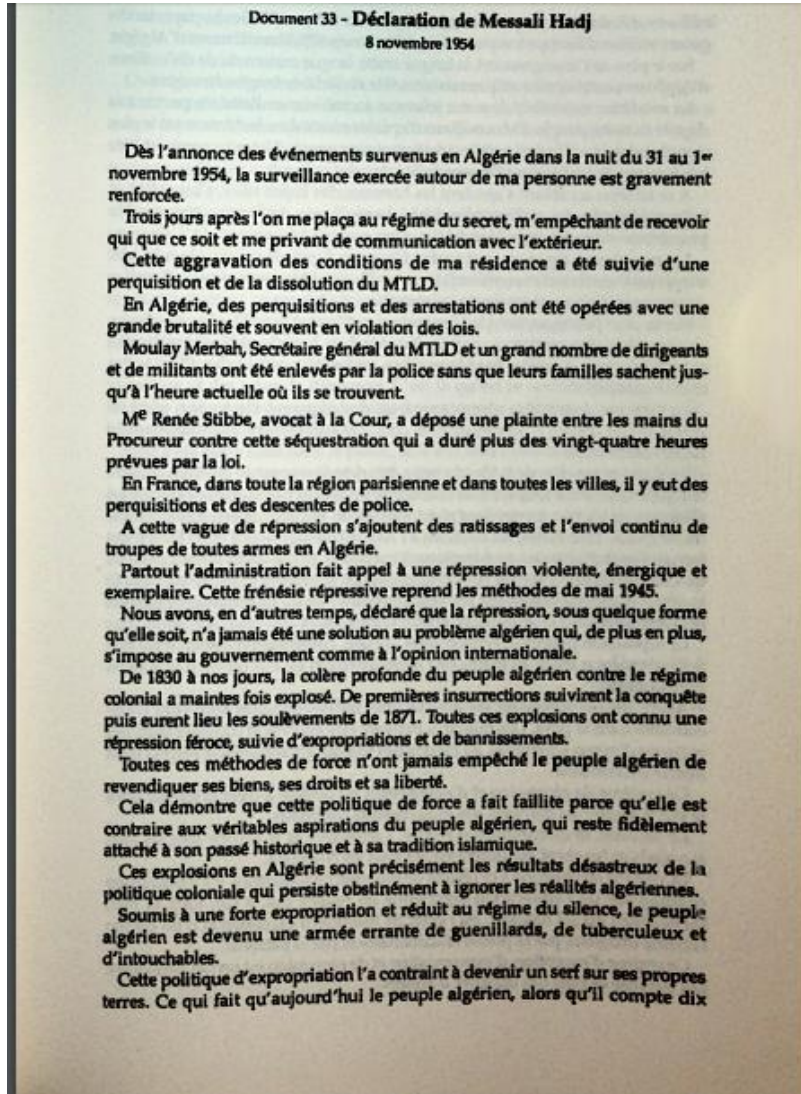 Document 33 - Déclaration de Messali Hadj
8 novembre 1954
Dès l'annonce des événements survenus en Algérie dans la nuit du 31 au 1er
novembre 1954, la surveillance exercée autour de ma personne est gravement
renforcée.
Trois jours après l'on me plaça au régime du secret, m'empêchant de recevoir
qui que ce soit et me privant de communication avec l'extérieur.
Cette aggravation des conditions de ma résidence a été suivie d'une
perquisition et de la dissolution du MTLD.
En Algérie, des perquisitions et des arrestations ont été opérées avec une
grande brutalité et souvent en violation des lois.
Moulay Merbah, Secrétaire général du MTLD et un grand nombre de dirigeants
et de militants ont été enlevés par la police sans que leurs familles sachent jus-
qu'à l'heure actuelle où ils se trouvent.
Me Renée Stibbe, avocat à la Cour, a déposé une plainte entre les mains du
Procureur contre cette séquestration qui a duré plus des vingt-quatre heures
prévues par la loi.
En France, dans toute la région parisienne et dans toutes les villes, il y eut des
perquisitions et des descentes de police.
A cette vague de répression s'ajoutent des ratissages et l'envoi continu de
troupes de toutes armes en Algérie.
Partout l'administration fait appel à une répression violente, énergique et
exemplaire. Cette frénésie répressive reprend les méthodes de mai 1945.
Nous avons, en d'autres temps, déclaré que la répression, sous quelque forme
qu'elle soit, n'a jamais été une solution au problème algérien qui, de plus en plus,
s'impose au gouvernement comme à l'opinion internationale.
De 1830 à nos jours, la colère profonde du peuple algérien contre le régime
colonial a maintes fois explosé. De premières insurrections suivirent la conquête
puis eurent lieu les soulèvements de 1871. Toutes ces explosions ont connu une
répression féroce, suivie d'expropriations et de bannissements.
Toutes ces méthodes de force n'ont jamais empêché le peuple algérien de
revendiquer ses biens, ses droits et sa liberté.
Cela démontre que cette politique de force a fait faillite parce qu'elle est
contraire aux véritables aspirations du peuple algérien, qui reste fidèlement
attaché à son passé historique et à sa tradition islamique.
Ces explosions en Algérie sont précisément les résultats désastreux de la
politique coloniale qui persiste obstinément à ignorer les réalités algériennes.
Soumis à une forte expropriation et réduit au régime du silence, le peuple
algérien est devenu une armée errante de guenillards, de tuberculeux et
d'intouchables.
Cette politique d'expropriation l'a contraint à devenir un serf sur ses propres
terres. Ce qui fait qu'aujourd'hui le peuple algérien, alors qu'il compte dix